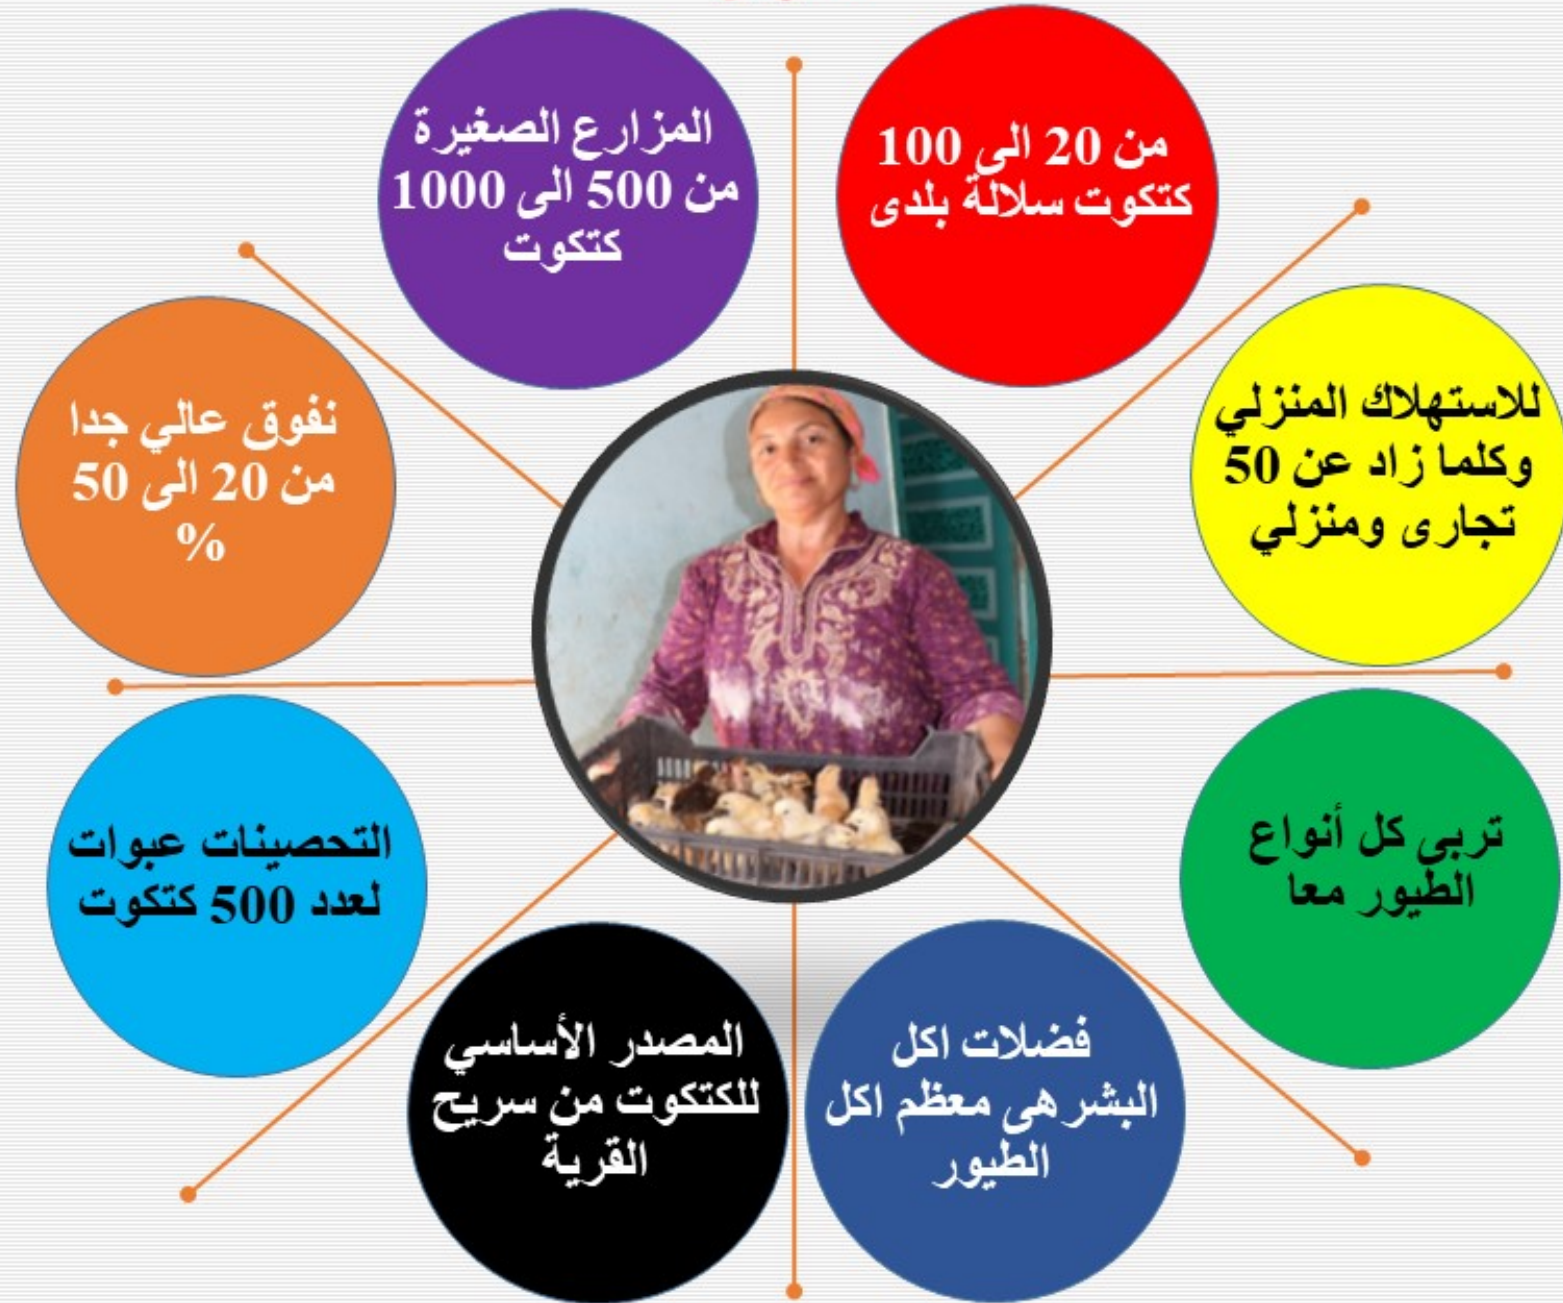 من 20 الى 100
كتكوت سلالة بلدى
للاستهلاك المنزلي
وكلما زاد عن 50
تجارى ومنزلي
تربى كل أنواع
الطيور معا
فضلات اكل
البشر هى معظم اكل
الطيور
المصدر الأساسي
للكتكوت من سريح
القرية
التحصينات عبوات
لعدد 500 كتكوت
نفوق عالي جدا
من 20 الى 50
%
المزارع الصغيرة
من 500 الى 1000
كتكوت